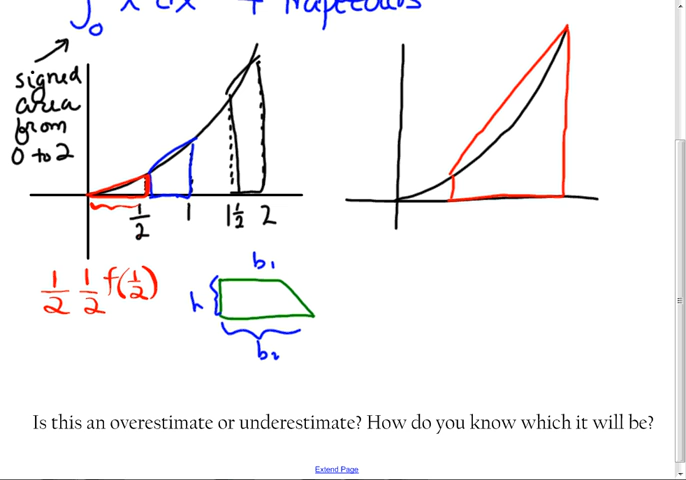 signed
area
from
0 to 2
1/2 1 1 1/2 2
1/2 1/2 f(1/2)
b₁
h
b₂
Is this an overestimate or underestimate? How do you know which it will be?
Extend Page